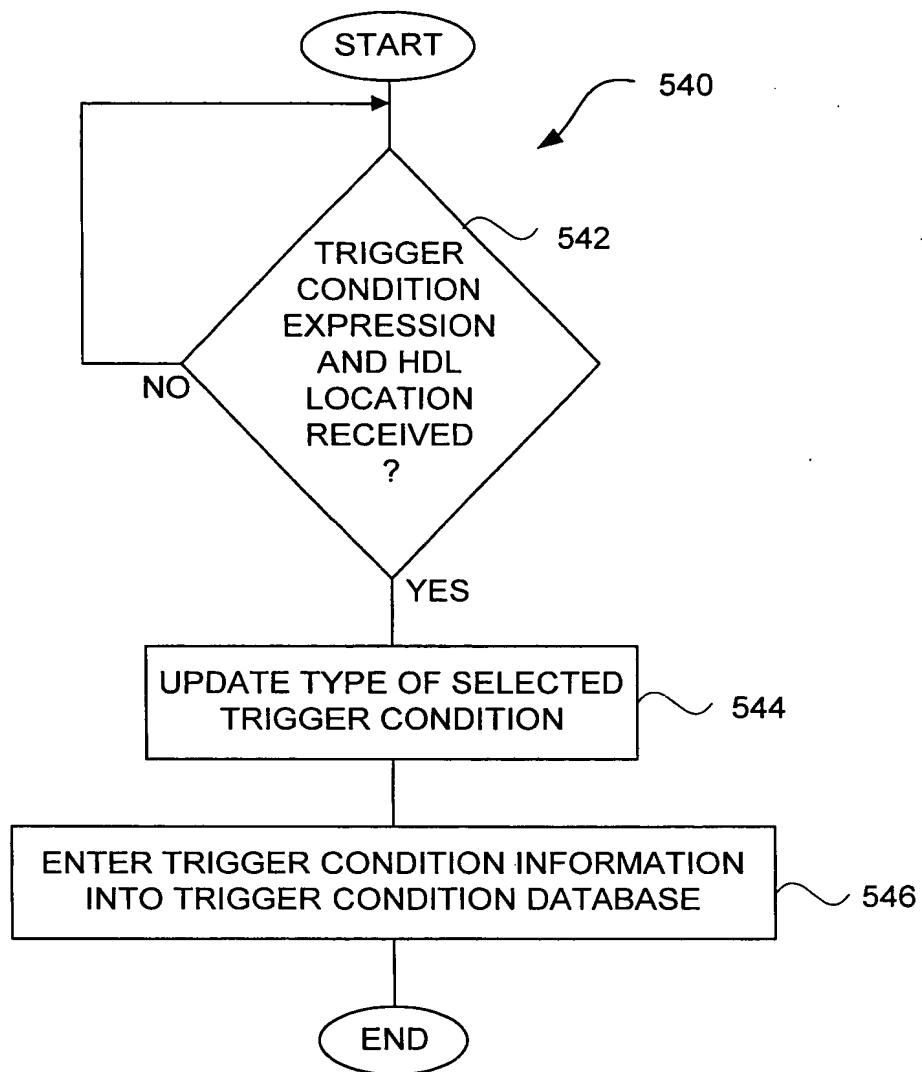 START
540
542
TRIGGER
CONDITION
EXPRESSION
AND HDL
LOCATION
RECEIVED
?
NO
YES
UPDATE TYPE OF SELECTED
TRIGGER CONDITION
544
ENTER TRIGGER CONDITION INFORMATION
INTO TRIGGER CONDITION DATABASE
546
END